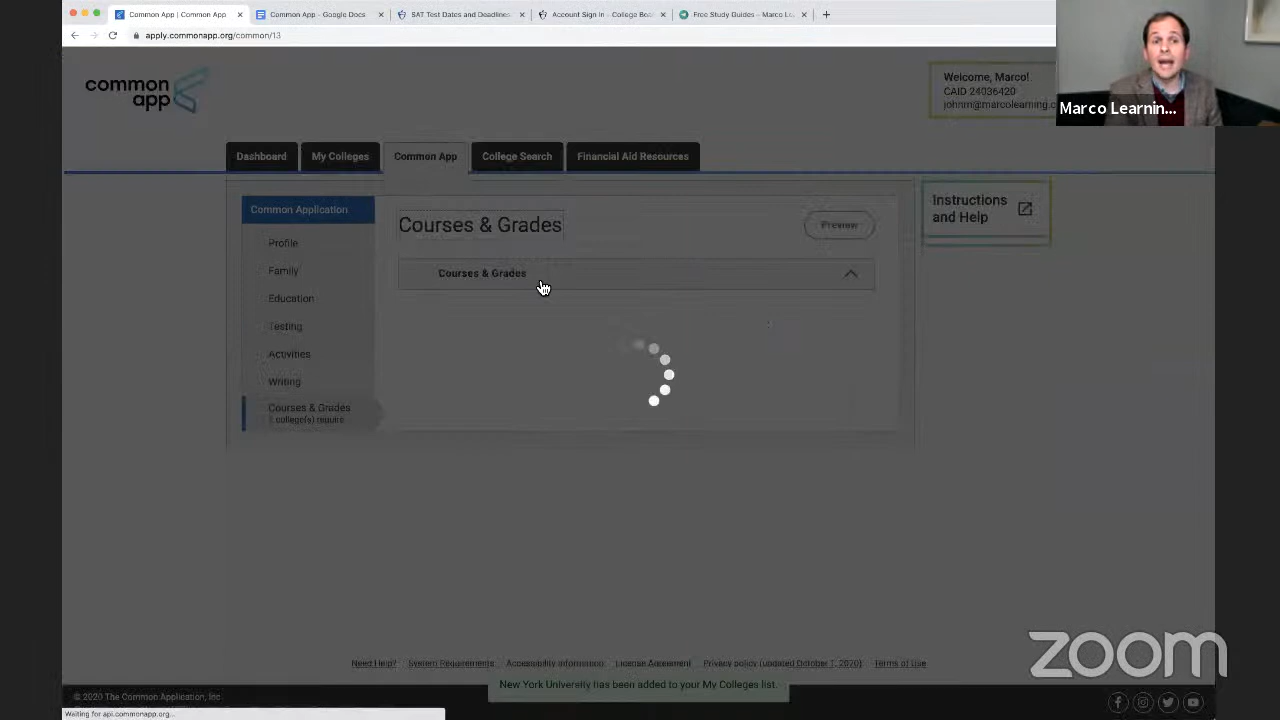 Common App | Common App
Common App - Google Docs
SAT Test Dates and Deadlines
Account Sign In - College Boa
Free Study Guides - Marco Lea
apply.commonapp.org/common/13
common
app
Welcome, Marco!
CAID 24036420
johnm@marcolearning.c
Marco Learnin...
Dashboard
My Colleges
Common App
College Search
Financial Aid Resources
Common Application
Profile
Family
Education
Testing
Activities
Writing
Courses & Grades
college(s) require
Courses & Grades
Preview
Courses & Grades
Instructions
and Help
Need Help?
System Requirements
Accessibility information
License Agreement
Privacy policy (updated October 1, 2020)
Terms of Use
New York University has been added to your My Colleges list.
© 2020 The Common Application, Inc
Waiting for api.commonapp.org...
zoom